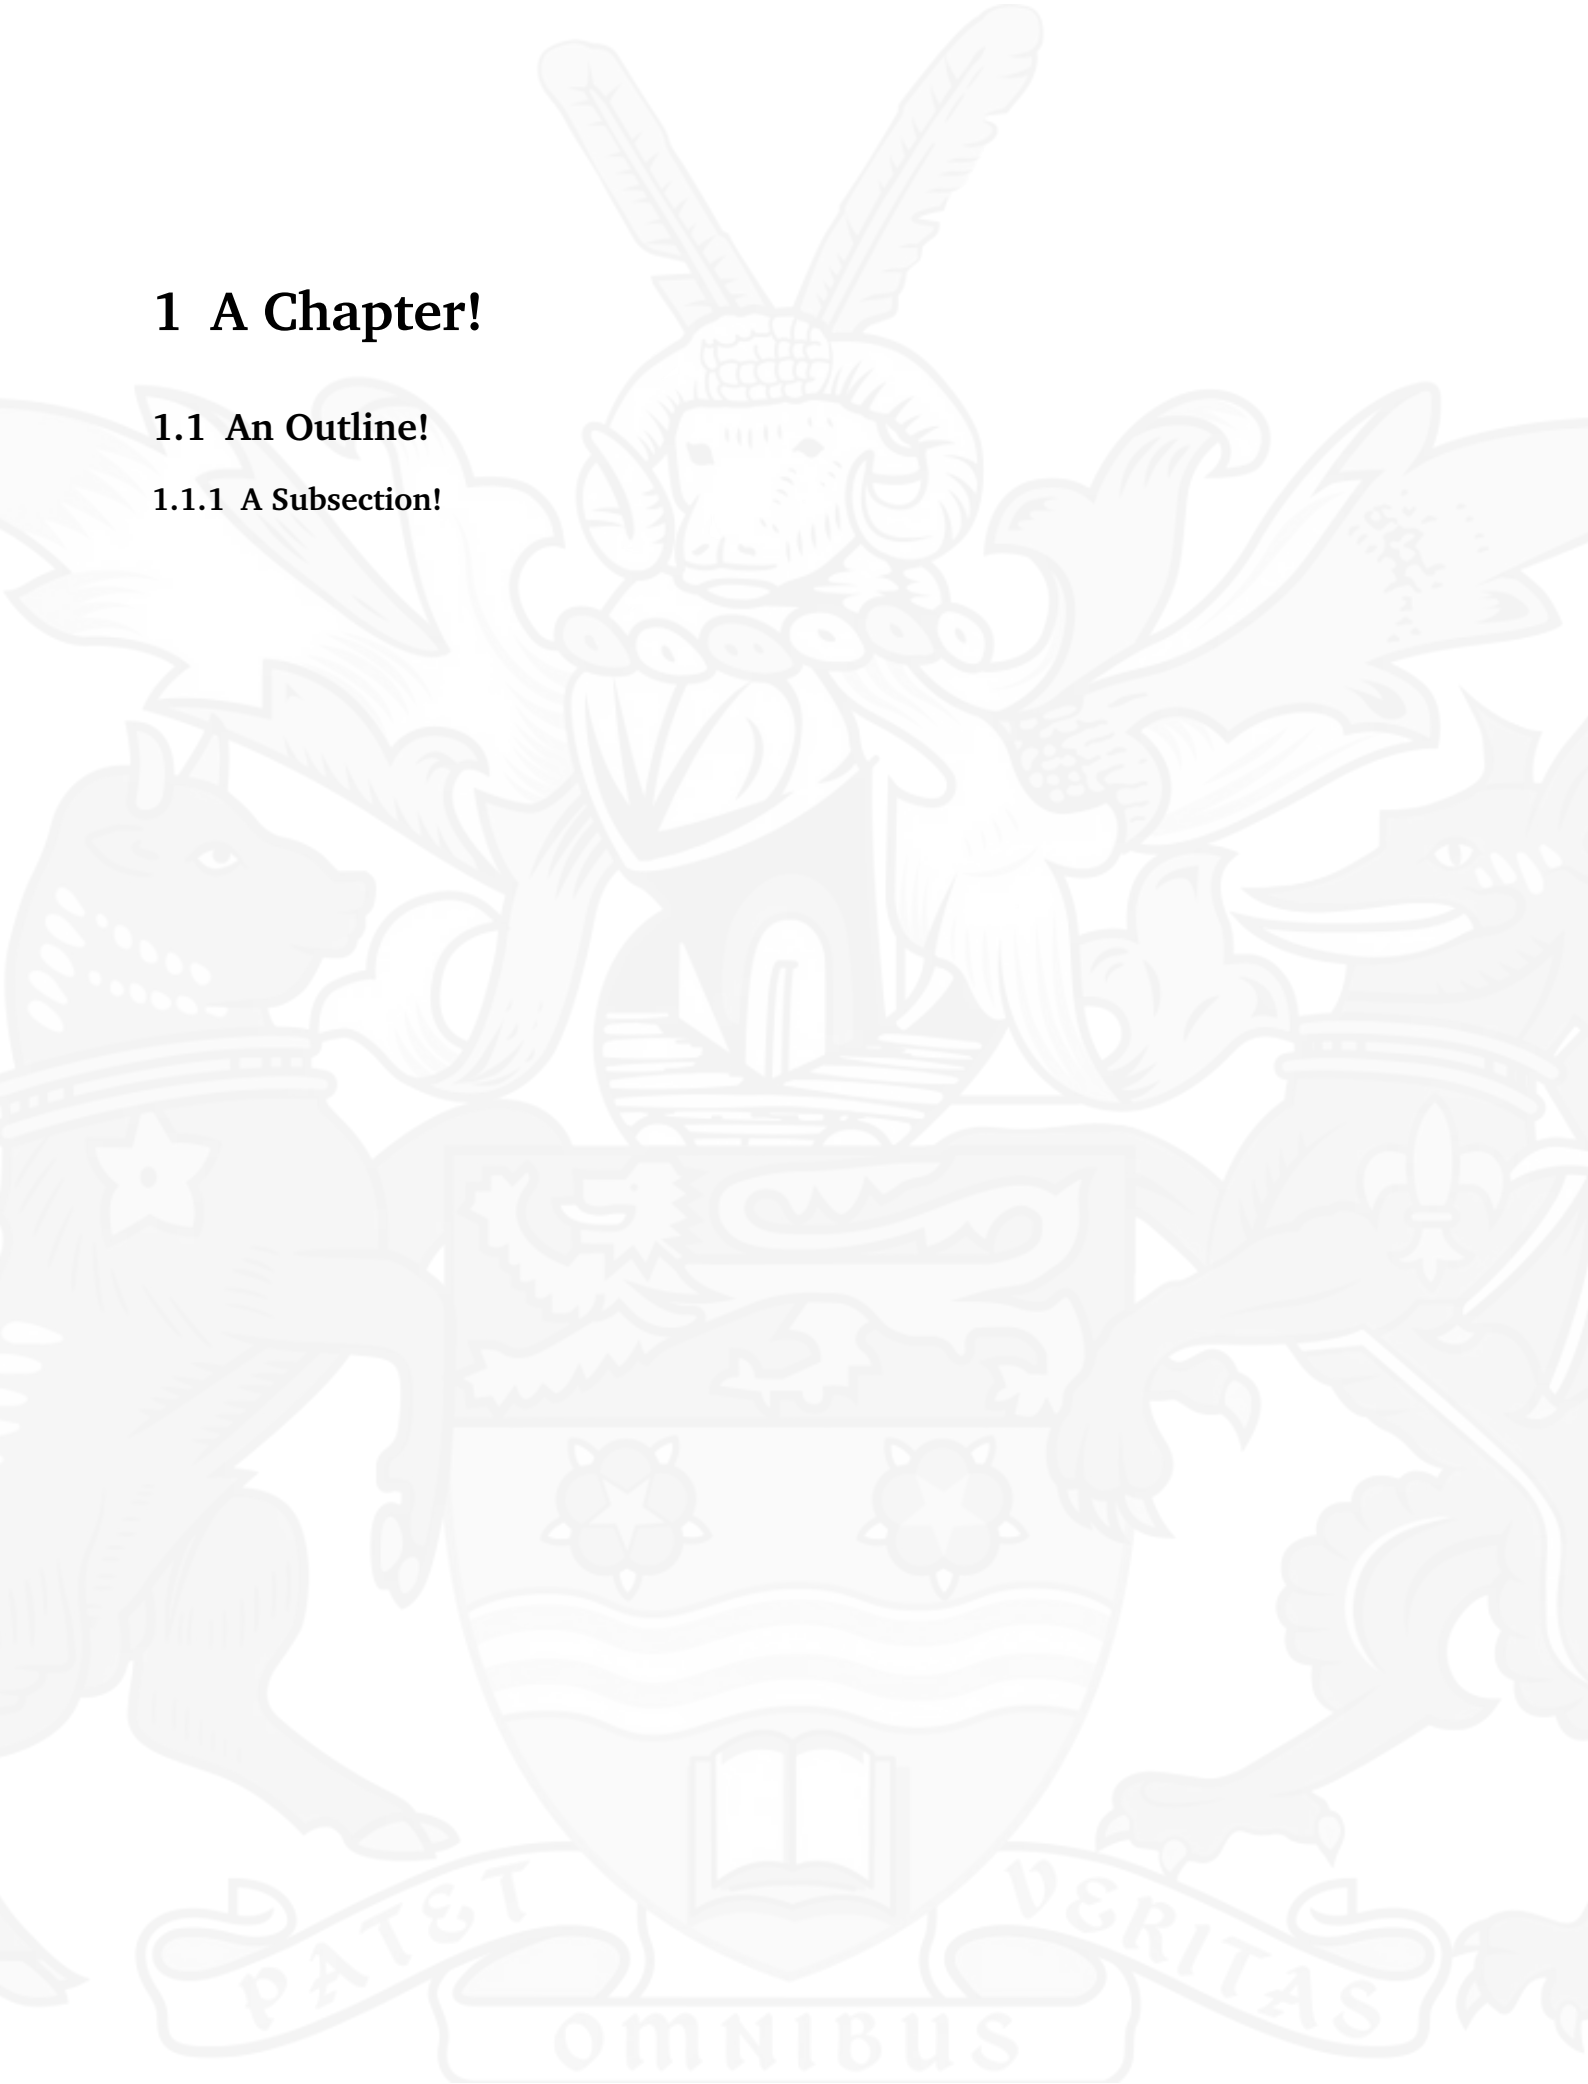 1 A Chapter!
1.1 An Outline!
1.1.1 A Subsection!
PATET
OMNIBUS
VERITAS